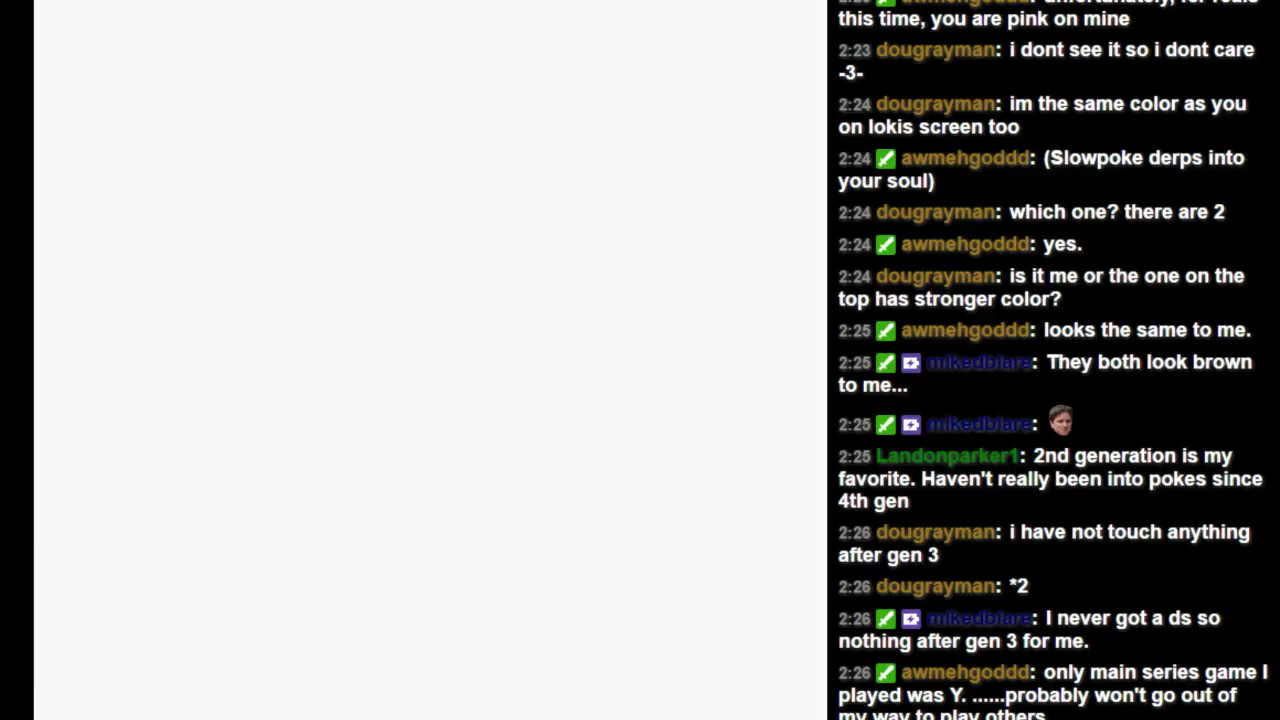 this time, you are pink on mine
2:23 dougrayman: i dont see it so i dont care
-3-
2:24 dougrayman: im the same color as you
on lokis screen too
2:24 awmehgoddd: (Slowpoke derps into
your soul)
2:24 dougrayman: which one? there are 2
2:24 awmehgoddd: yes.
2:24 dougrayman: is it me or the one on the
top has stronger color?
2:25 awmehgoddd: looks the same to me.
2:25 mikedblare: They both look brown
to me...
2:25 mikedblare:
2:25 Landonparker1: 2nd generation is my
favorite. Haven't really been into pokes since
4th gen
2:26 dougrayman: i have not touch anything
after gen 3
2:26 dougrayman: *2
2:26 mikedblare: I never got a ds so
nothing after gen 3 for me.
2:26 awmehgoddd: only main series game I
played was Y. ......probably won't go out of
my way to play others